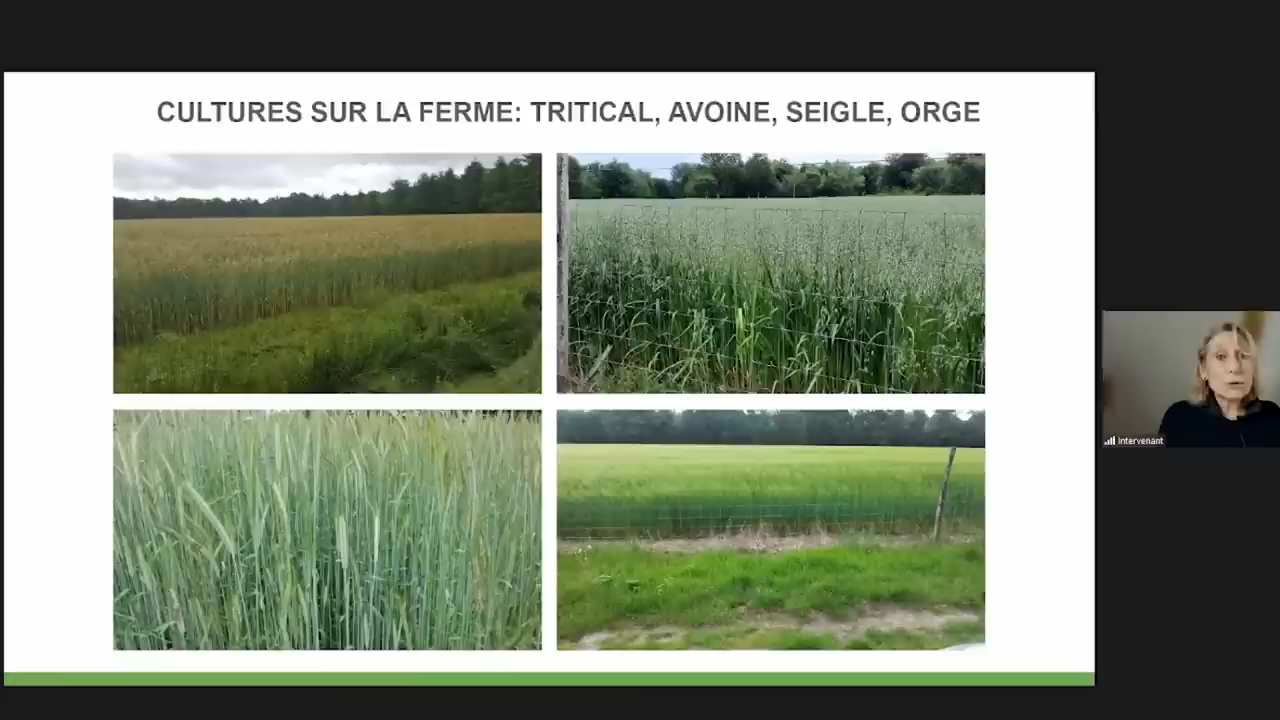 CULTURES SUR LA FERME: TRITICAL, AVOINE, SEIGLE, ORGE
Intervenant